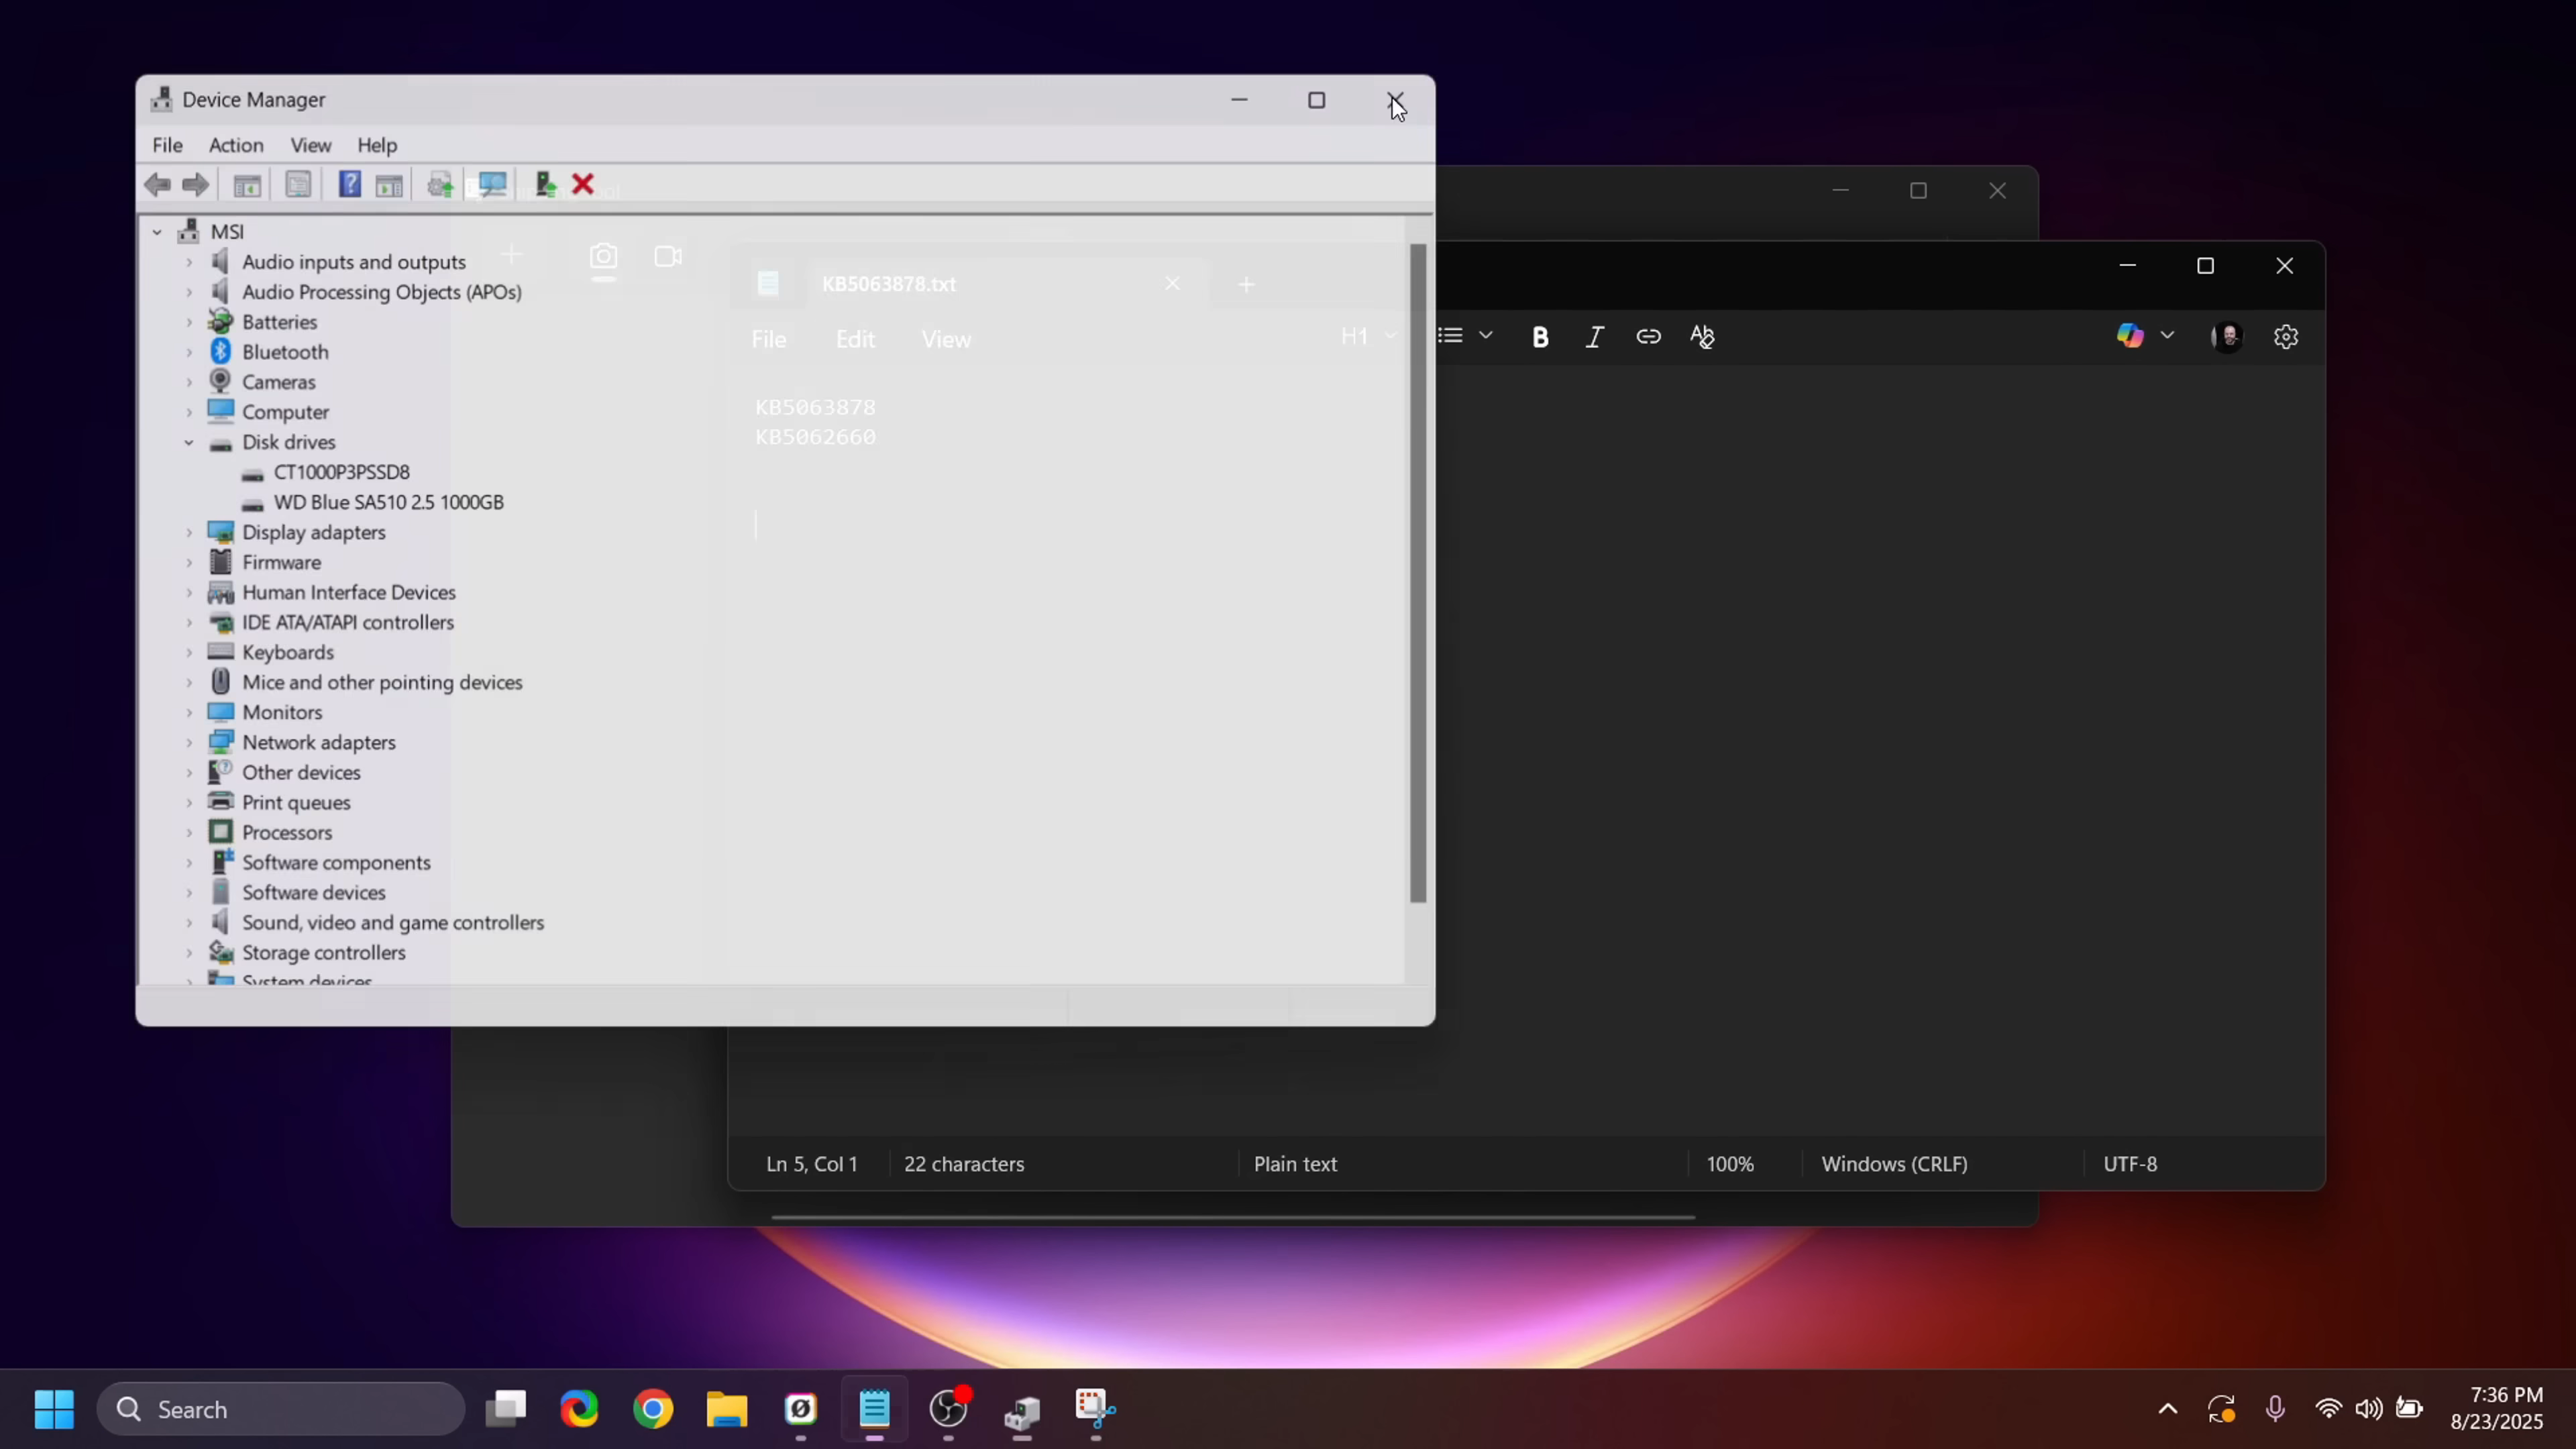 Device Manager
File Action View Help
MSI
Audio inputs and outputs
Audio Processing Objects (APOs)
Batteries
Bluetooth
Cameras
Computer
Disk drives
CT1000P3PSSD8
WD Blue SA510 2.5 1000GB
Display adapters
Firmware
Human Interface Devices
IDE ATA/ATAPI controllers
Keyboards
Mice and other pointing devices
Monitors
Network adapters
Other devices
Print queues
Processors
Software components
Software devices
Sound, video and game controllers
Storage controllers
System devices
KB5063878.txt
File Edit View H1
KB5063878
KB5062660
Ln 5, Col 1 22 characters Plain text 100% Windows (CRLF) UTF-8
Search
7:36 PM
8/23/2025